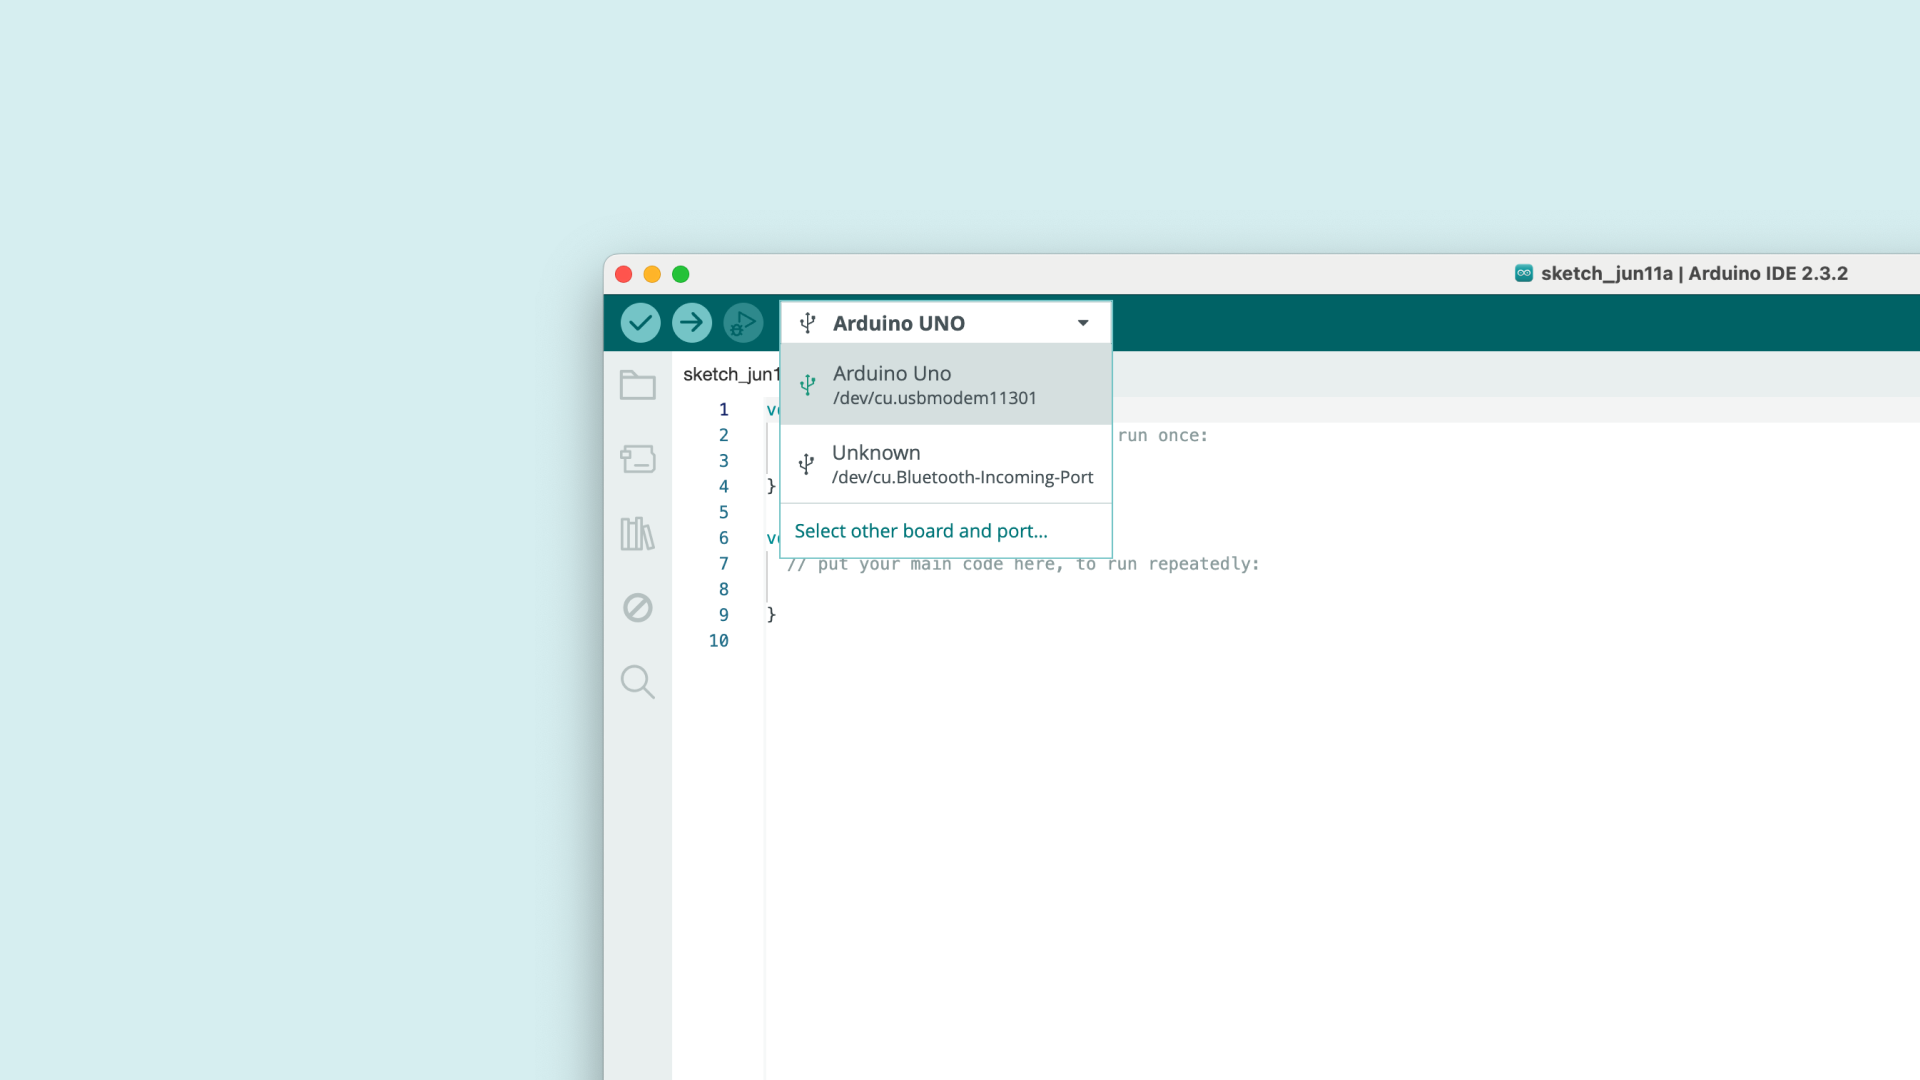 sketch_jun11a | Arduino IDE 2.3.2
Arduino UNO
Arduino Uno
/dev/cu.usbmodem11301
Unknown
/dev/cu.Bluetooth-Incoming-Port
Select other board and port...
sketch_jun1
1
2 run once:
3
4 }
5
6
7 // put your main code here, to run repeatedly:
8
9 }
10